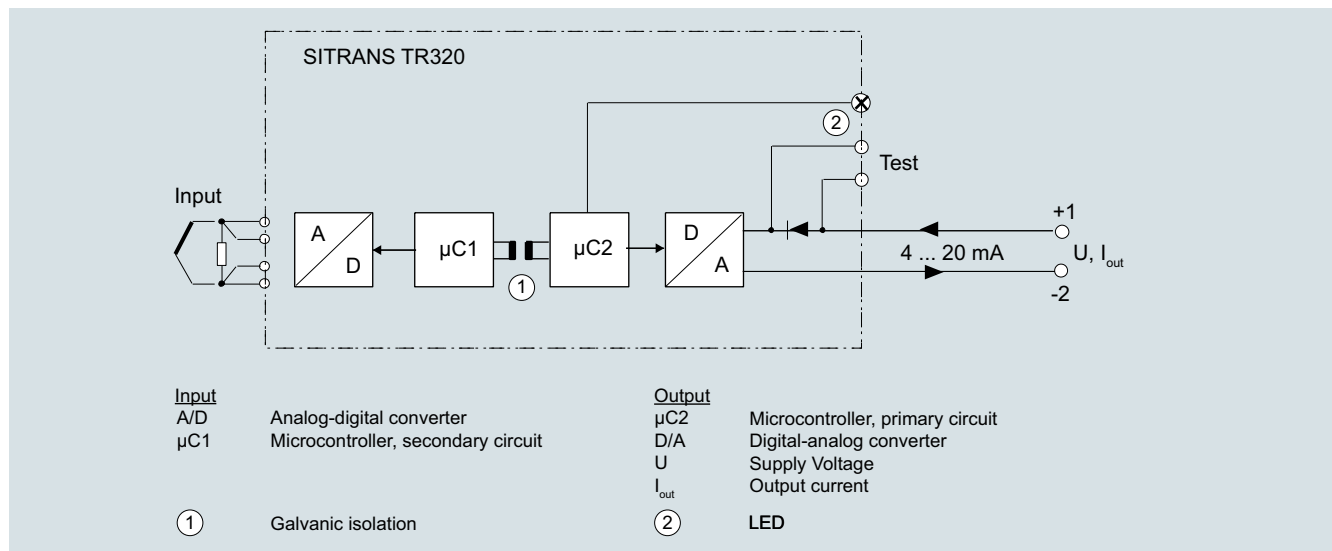 SITRANS TR320
2
Test
Input
A
D
µC1
µC2
D
A
+1
4 ... 20 mA
U, Iout
-2
1
Input
A/D Analog-digital converter
µC1 Microcontroller, secondary circuit
Output
µC2 Microcontroller, primary circuit
D/A Digital-analog converter
U Supply Voltage
Iout Output current
1 Galvanic isolation
2 LED